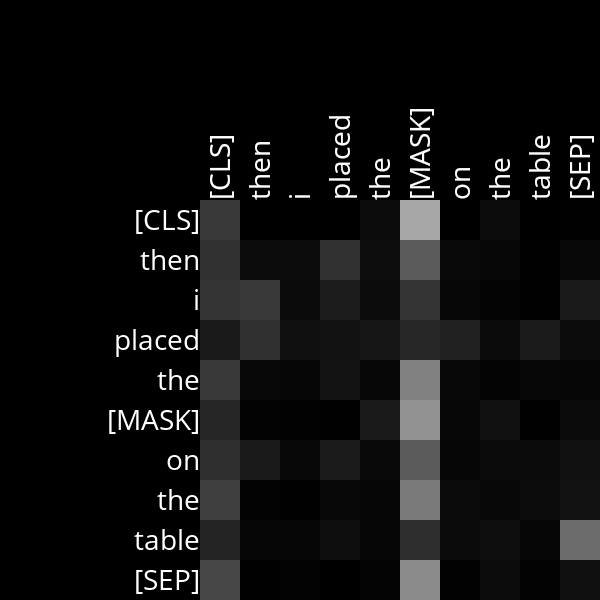 [CLS] then i placed the [MASK] on the table [SEP]
[CLS]
then
i
placed
the
[MASK]
on
the
table
[SEP]